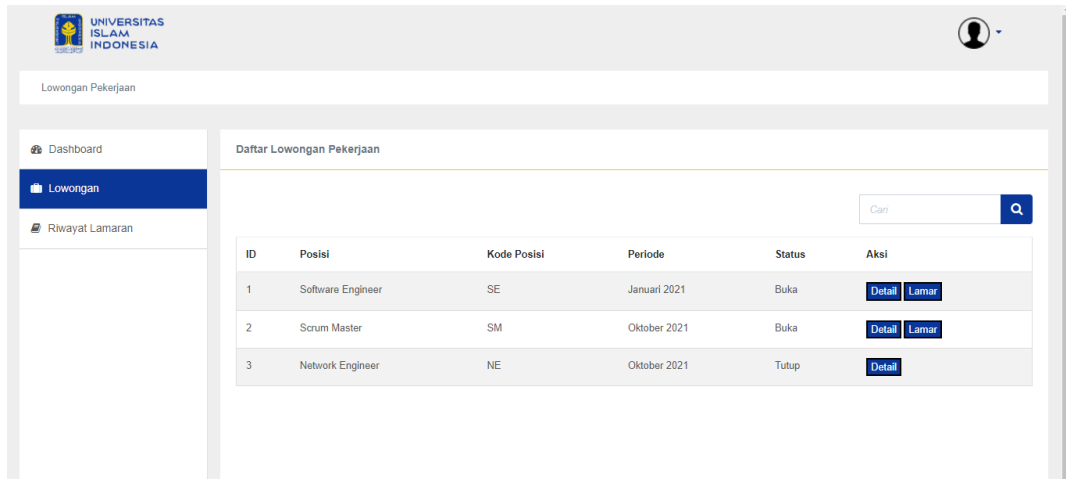 UNIVERSITAS
ISLAM
INDONESIA
Lowongan Pekerjaan
Dashboard
Lowongan
Riwayat Lamaran
Daftar Lowongan Pekerjaan
Cari
ID Posisi Kode Posisi Periode Status Aksi
1 Software Engineer SE Januari 2021 Buka Detail Lamar
2 Scrum Master SM Oktober 2021 Buka Detail Lamar
3 Network Engineer NE Oktober 2021 Tutup Detail